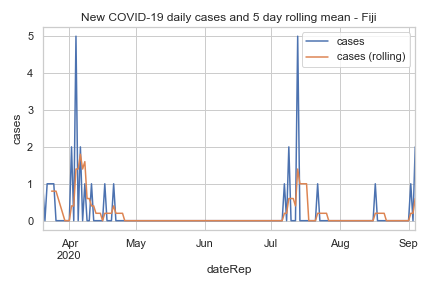 New COVID-19 daily cases and 5 day rolling mean - Fiji
cases
cases (rolling)
5
4
3
2
1
0
cases
Apr May Jun Jul Aug Sep
2020
dateRep